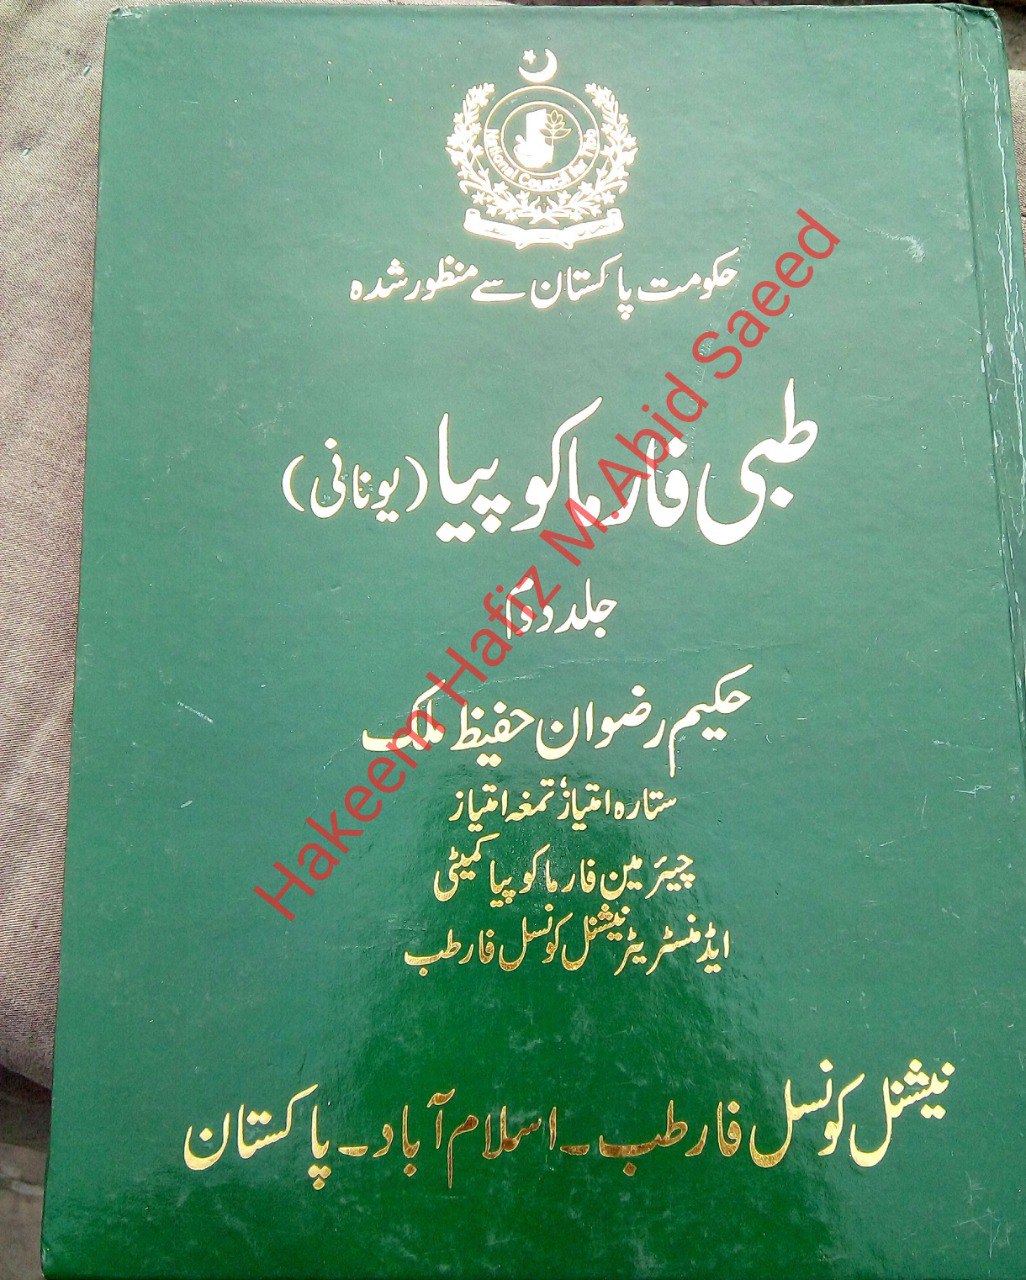 National Council for Tibb
حکومت پاکستان سے منظور شدہ
طبی فارماکوپیا (یونانی)
جلد دوم
حکیم رضوان حفیظ ملک
ستارہ امتیاز، تمغہ امتیاز
چیئرمین فارماکوپیا کمیٹی
ایڈمنسٹریٹر نیشنل کونسل فار طب
نیشنل کونسل فار طب ۔ اسلام آباد ۔ پاکستان
Hakeem Hafiz M.Abid Saeed